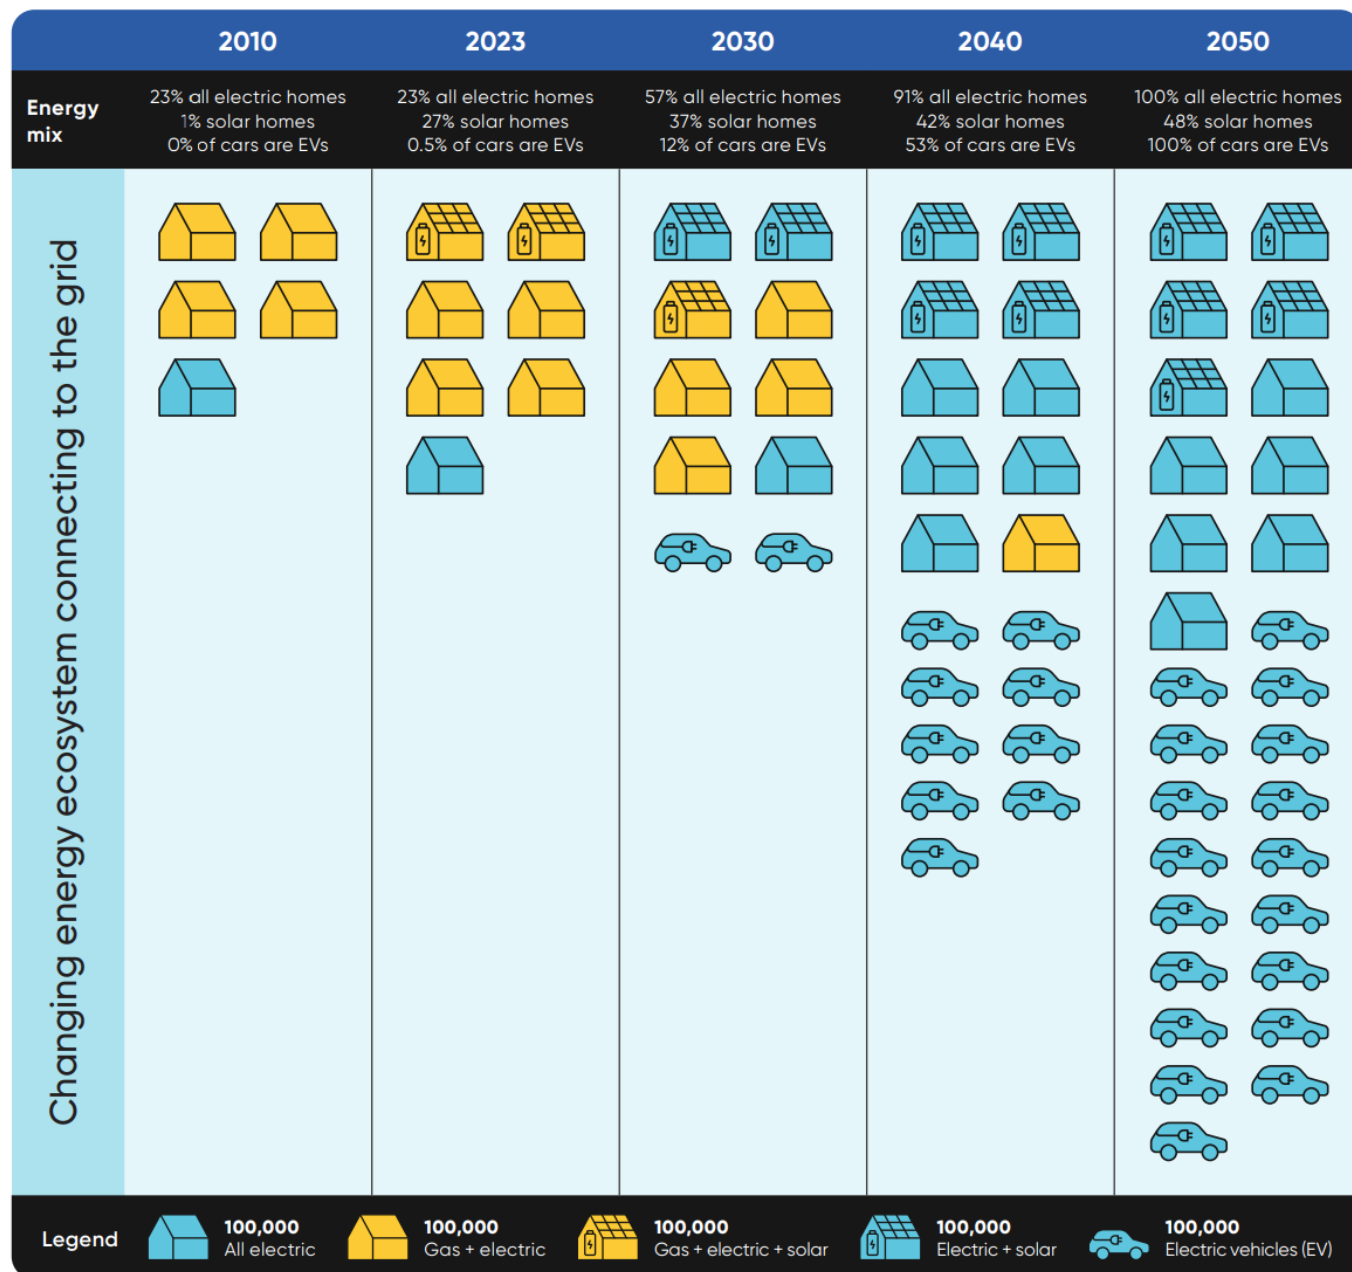 2010
2023
2030
2040
2050
Energy
mix
23% all electric homes
1% solar homes
0% of cars are EVs
23% all electric homes
27% solar homes
0.5% of cars are EVs
57% all electric homes
37% solar homes
12% of cars are EVs
91% all electric homes
42% solar homes
53% of cars are EVs
100% all electric homes
48% solar homes
100% of cars are EVs
Changing energy ecosystem connecting to the grid
Legend
100,000
All electric
100,000
Gas + electric
100,000
Gas + electric + solar
100,000
Electric + solar
100,000
Electric vehicles (EV)